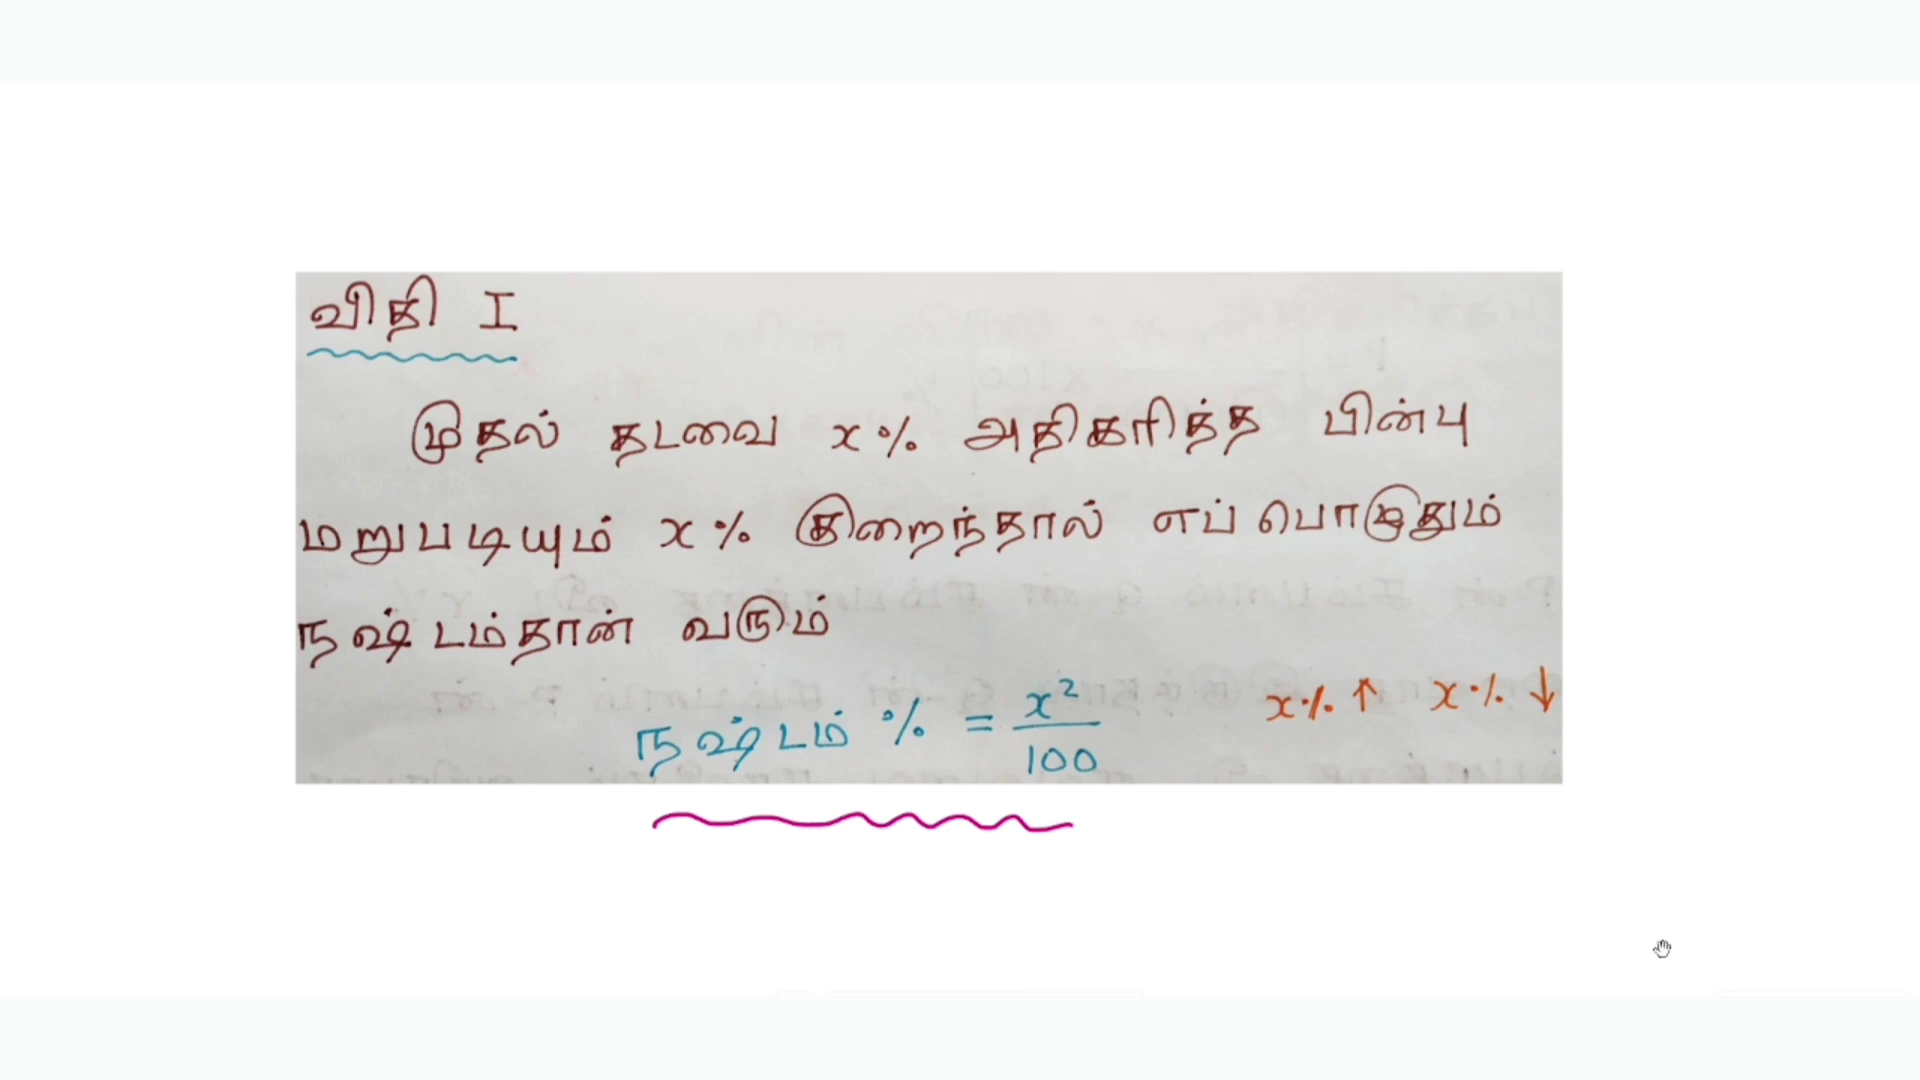 விதி I
முதல் தடவை x% அதிகரித்த பின்பு
மறுபடியும் x% குறைந்தால் எப்பொழுதும்
நஷ்டம்தான் வரும்
நஷ்டம் % = x²/100 x% ↑ x% ↓